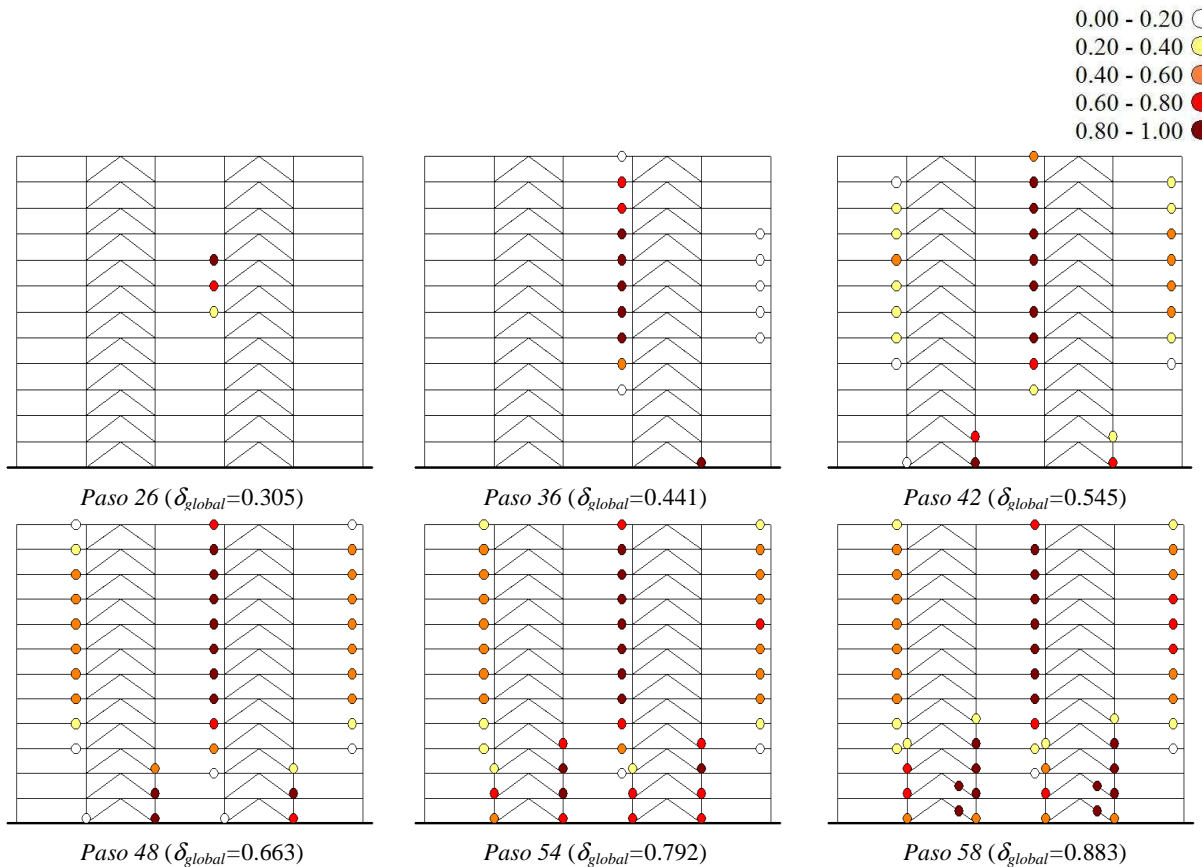 0.00 - 0.20
0.20 - 0.40
0.40 - 0.60
0.60 - 0.80
0.80 - 1.00
Paso 26 (δglobal=0.305)
Paso 36 (δglobal=0.441)
Paso 42 (δglobal=0.545)
Paso 48 (δglobal=0.663)
Paso 54 (δglobal=0.792)
Paso 58 (δglobal=0.883)